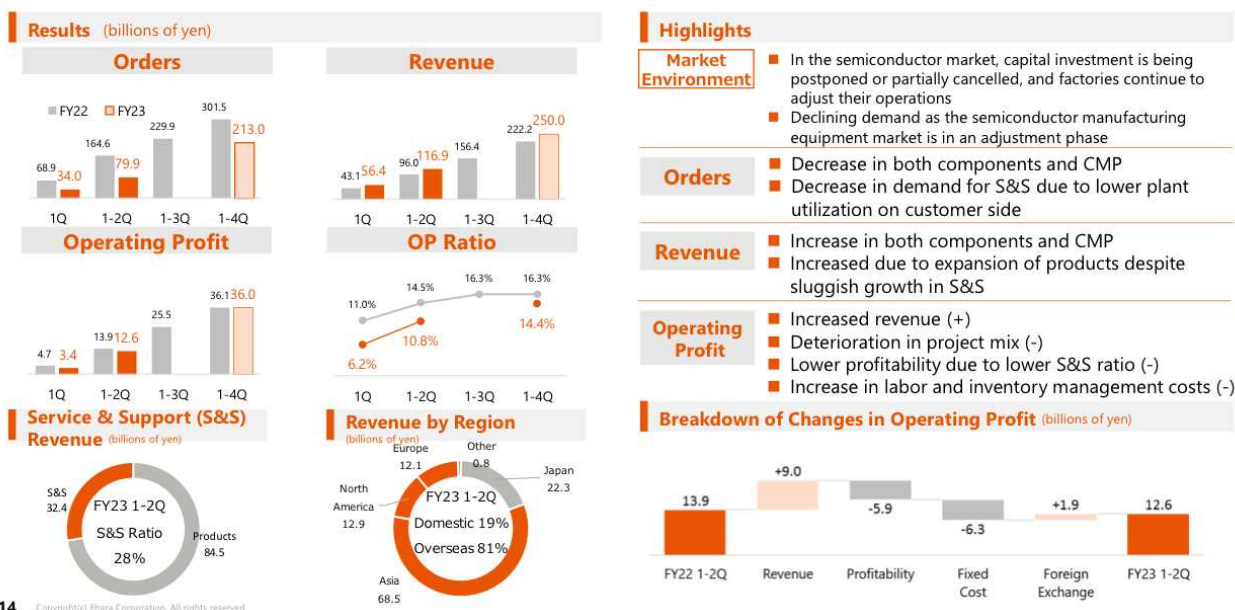 Results (billions of yen)
Orders
FY22 FY23
68.9 34.0
164.6 79.9
229.9
301.5 213.0
1Q 1-2Q 1-3Q 1-4Q
Revenue
43.1 56.4
96.0 116.9
156.4
222.2 250.0
1Q 1-2Q 1-3Q 1-4Q
Operating Profit
4.7 3.4
13.9 12.6
25.5
36.1 36.0
1Q 1-2Q 1-3Q 1-4Q
OP Ratio
11.0% 14.5% 16.3% 16.3%
6.2% 10.8% 14.4%
1Q 1-2Q 1-3Q 1-4Q
Service & Support (S&S)
Revenue (billions of yen)
S&S
32.4
FY23 1-2Q
S&S Ratio
28%
Products
84.5
Revenue by Region
(billions of yen)
Europe
12.1
Other
0.8
Japan
22.3
North
America
12.9
FY23 1-2Q
Domestic 19%
Overseas 81%
Asia
68.5
Highlights
Market
Environment
■ In the semiconductor market, capital investment is being
postponed or partially cancelled, and factories continue to
adjust their operations
■ Declining demand as the semiconductor manufacturing
equipment market is in an adjustment phase
Orders
■ Decrease in both components and CMP
■ Decrease in demand for S&S due to lower plant
utilization on customer side
Revenue
■ Increase in both components and CMP
■ Increased due to expansion of products despite
sluggish growth in S&S
Operating
Profit
■ Increased revenue (+)
■ Deterioration in project mix (-)
■ Lower profitability due to lower S&S ratio (-)
■ Increase in labor and inventory management costs (-)
Breakdown of Changes in Operating Profit (billions of yen)
13.9 +9.0 -5.9 -6.3 +1.9 12.6
FY22 1-2Q Revenue Profitability Fixed Foreign FY23 1-2Q
Cost Exchange
14 Copyright(c) Ebara Corporation. All rights reserved